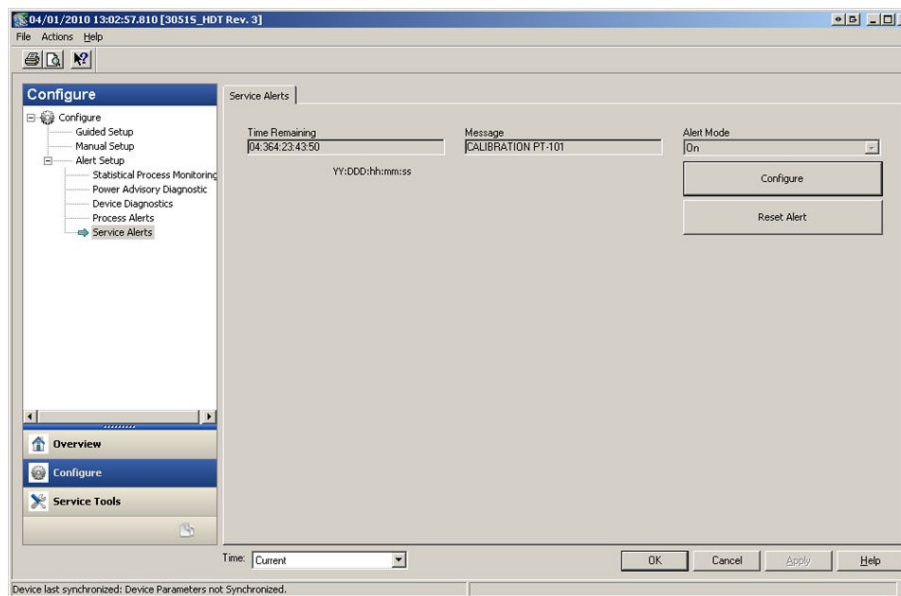 04/01/2010 13:02:57.810 [3051S_HDT Rev. 3]
File Actions Help
Configure
Configure
Guided Setup
Manual Setup
Alert Setup
Statistical Process Monitoring
Power Advisory Diagnostic
Device Diagnostics
Process Alerts
Service Alerts
Overview
Configure
Service Tools
Service Alerts
Time Remaining Message Alert Mode
04:364:23:43:50 CALIBRATION PT-101 On
YY:DDD:hh:mm:ss
Configure
Reset Alert
Time: Current OK Cancel Apply Help
Device last synchronized: Device Parameters not Synchronized.